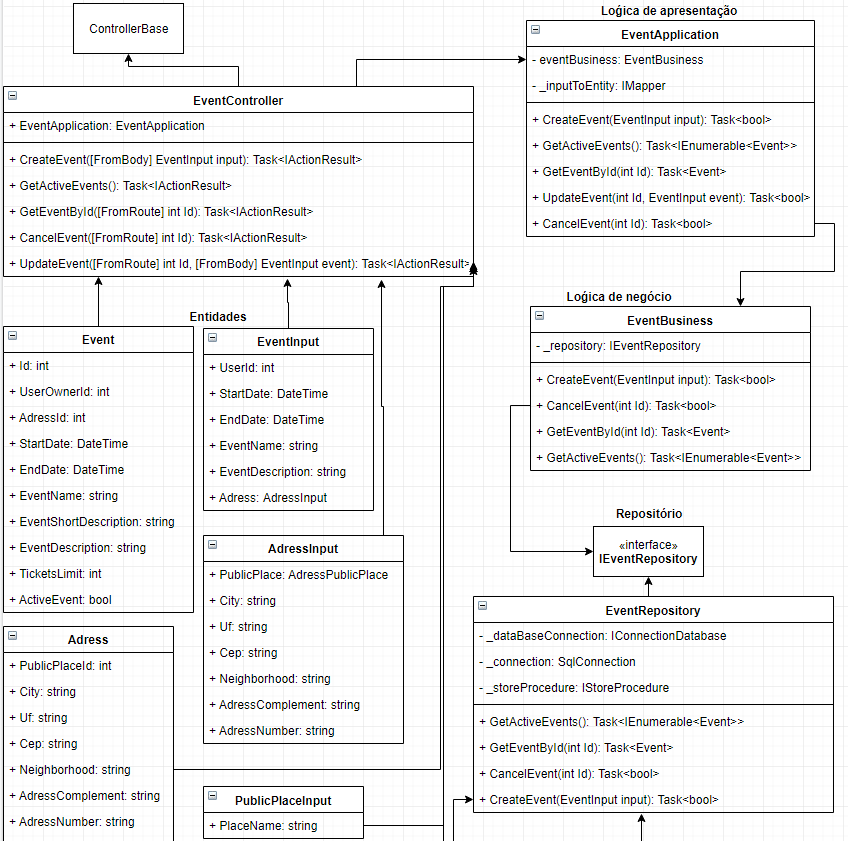 ControllerBase
EventController
+ EventApplication: EventApplication
+ CreateEvent([FromBody] EventInput input): Task<IActionResult>
+ GetActiveEvents(): Task<IActionResult>
+ GetEventById([FromRoute] int Id): Task<IActionResult>
+ CancelEvent([FromRoute] int Id): Task<IActionResult>
+ UpdateEvent([FromRoute] int Id, [FromBody] EventInput event): Task<IActionResult>
Loǵica de apresentação
EventApplication
- eventBusiness: EventBusiness
- _inputToEntity: IMapper
+ CreateEvent(EventInput input): Task<bool>
+ GetActiveEvents(): Task<IEnumerable<Event>>
+ GetEventById(int Id): Task<Event>
+ UpdateEvent(int Id, EventInput event): Task<bool>
+ CancelEvent(int Id): Task<bool>
Loǵica de negócio
EventBusiness
- _repository: IEventRepository
+ CreateEvent(EventInput input): Task<bool>
+ CancelEvent(int Id): Task<bool>
+ GetEventById(int Id): Task<Event>
+ GetActiveEvents(): Task<IEnumerable<Event>>
Entidades
Event
+ Id: int
+ UserOwnerId: int
+ AdressId: int
+ StartDate: DateTime
+ EndDate: DateTime
+ EventName: string
+ EventShortDescription: string
+ EventDescription: string
+ TicketsLimit: int
+ ActiveEvent: bool
EventInput
+ UserId: int
+ StartDate: DateTime
+ EndDate: DateTime
+ EventName: string
+ EventDescription: string
+ Adress: AdressInput
AdressInput
+ PublicPlace: AdressPublicPlace
+ City: string
+ Uf: string
+ Cep: string
+ Neighborhood: string
+ AdressComplement: string
+ AdressNumber: string
Adress
+ PublicPlaceId: int
+ City: string
+ Uf: string
+ Cep: string
+ Neighborhood: string
+ AdressComplement: string
+ AdressNumber: string
PublicPlaceInput
+ PlaceName: string
Repositório
«interface»
IEventRepository
EventRepository
- _dataBaseConnection: IConnectionDatabase
- _connection: SqlConnection
- _storeProcedure: IStoreProcedure
+ GetActiveEvents(): Task<IEnumerable<Event>>
+ GetEventById(int Id): Task<Event>
+ CancelEvent(int Id): Task<bool>
+ CreateEvent(EventInput input): Task<bool>